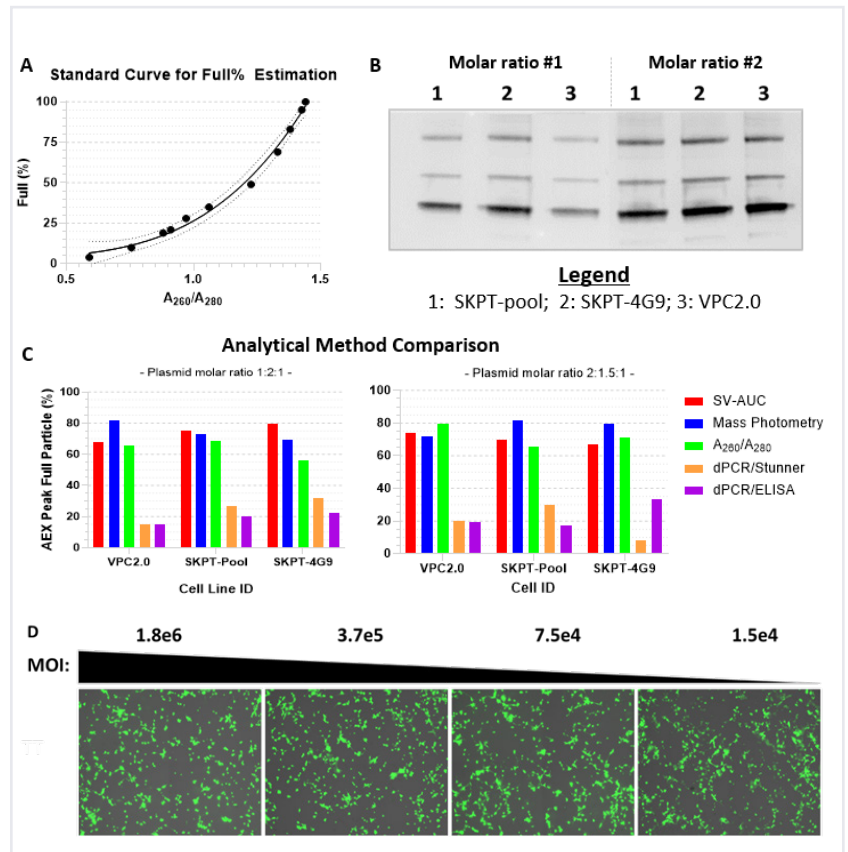 A
Standard Curve for Full% Estimation
100
75
50
25
0
Full (%)
0.5
1.0
1.5
A260/A280
B
Molar ratio #1
Molar ratio #2
1
2
3
1
2
3
Legend
1: SKPT-pool; 2: SKPT-4G9; 3: VPC2.0
C
Analytical Method Comparison
- Plasmid molar ratio 1:2:1 -
AEX Peak Full Particle (%)
100
80
60
40
20
0
VPC2.0
SKPT-Pool
SKPT-4G9
Cell Line ID
- Plasmid molar ratio 2:1.5:1 -
100
80
60
40
20
0
VPC2.0
SKPT-Pool
SKPT-4G9
Cell ID
SV-AUC
Mass Photometry
A260/A280
dPCR/Stunner
dPCR/ELISA
D
1.8e6
3.7e5
7.5e4
1.5e4
MOI: